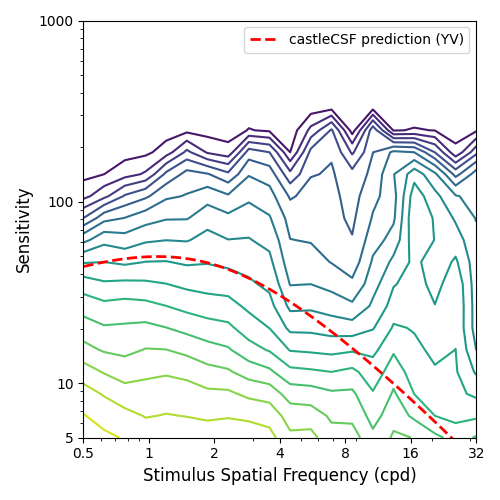 1000
castleCSF prediction (YV)
Sensitivity
100
10
5
0.5 1 2 4 8 16 32
Stimulus Spatial Frequency (cpd)